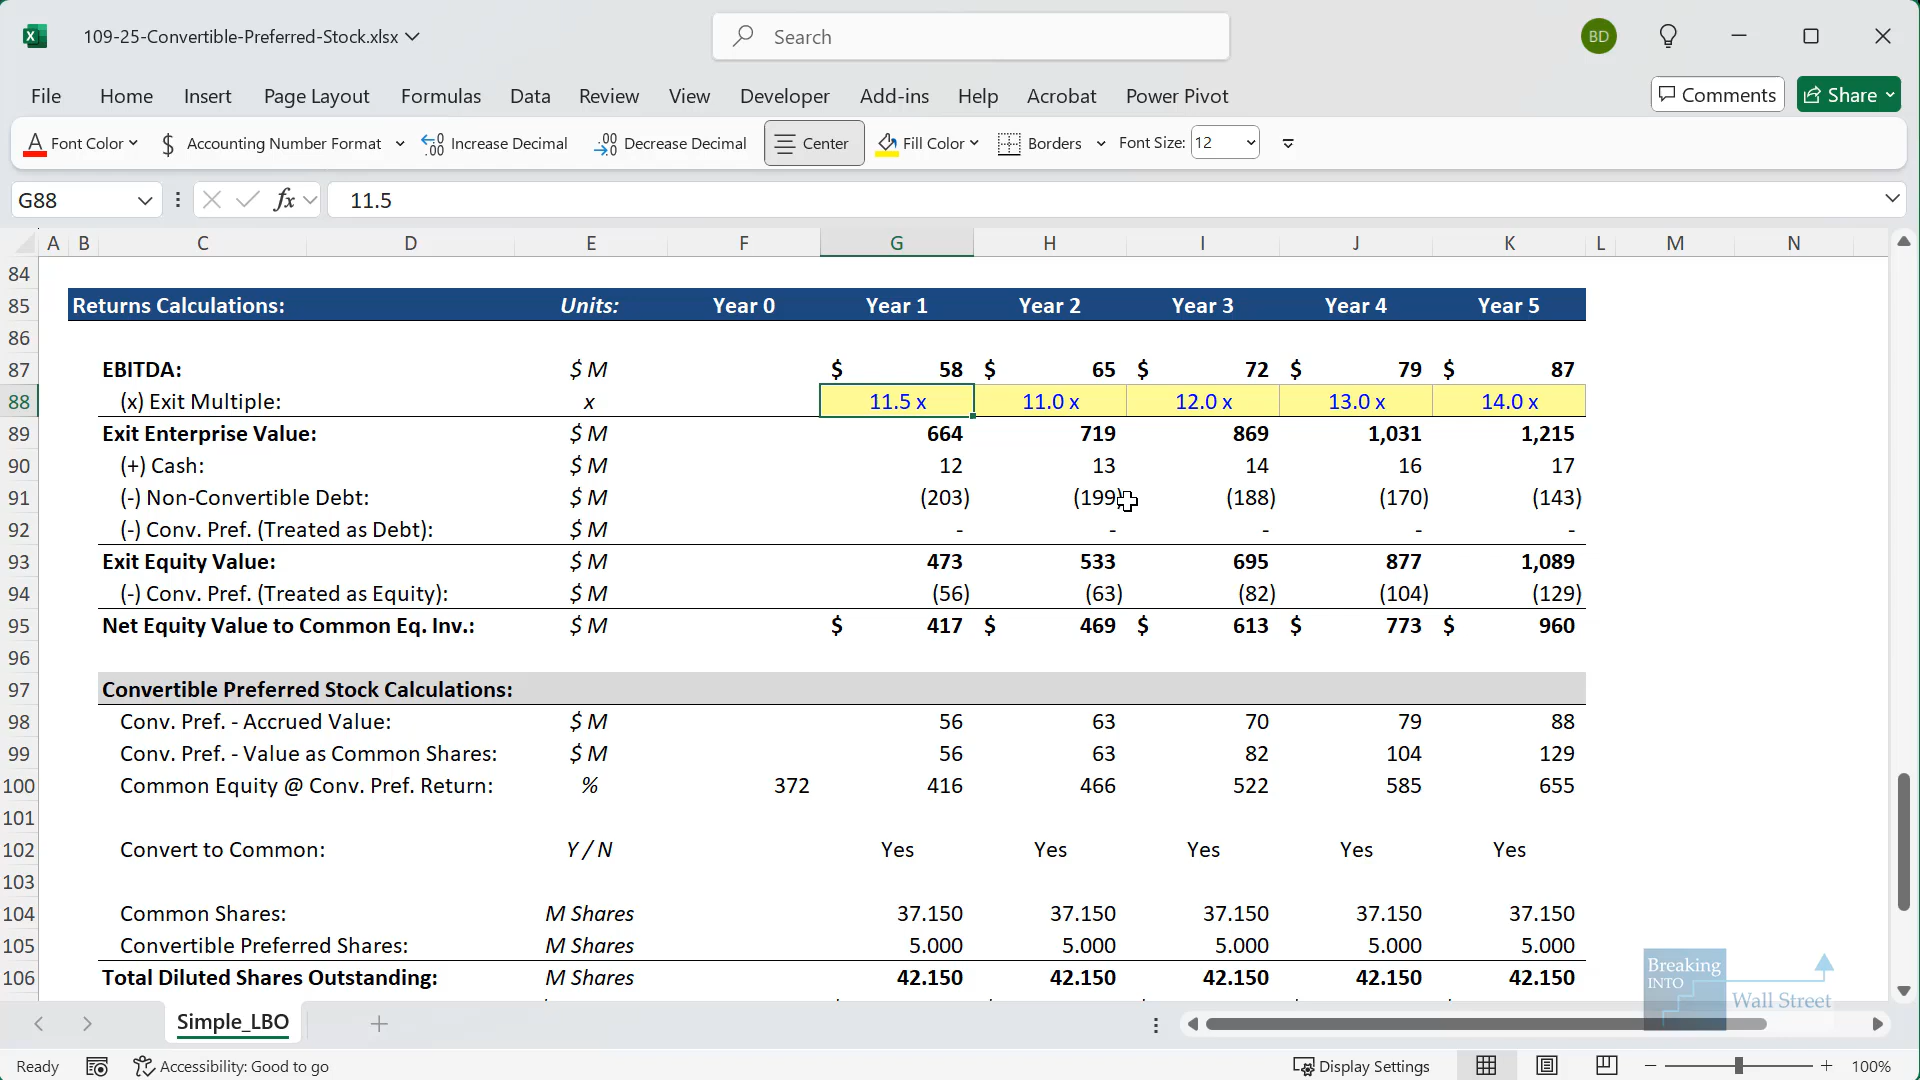 109-25-Convertible-Preferred-Stock.xlsx
Search
BD
File Home Insert Page Layout Formulas Data Review View Developer Add-ins Help Acrobat Power Pivot
Comments Share
A Font Color $ Accounting Number Format Increase Decimal Decrease Decimal Center Fill Color Borders Font Size: 12
G88 fx 11.5
A B C D E F G H I J K L M N
84
85 Returns Calculations: Units: Year 0 Year 1 Year 2 Year 3 Year 4 Year 5
86
87 EBITDA: $ M $ 58 $ 65 $ 72 $ 79 $ 87
88 (x) Exit Multiple: x 11.5 x 11.0 x 12.0 x 13.0 x 14.0 x
89 Exit Enterprise Value: $ M 664 719 869 1,031 1,215
90 (+) Cash: $ M 12 13 14 16 17
91 (-) Non-Convertible Debt: $ M (203) (199) (188) (170) (143)
92 (-) Conv. Pref. (Treated as Debt): $ M - - - - -
93 Exit Equity Value: $ M 473 533 695 877 1,089
94 (-) Conv. Pref. (Treated as Equity): $ M (56) (63) (82) (104) (129)
95 Net Equity Value to Common Eq. Inv.: $ M $ 417 $ 469 $ 613 $ 773 $ 960
96
97 Convertible Preferred Stock Calculations:
98 Conv. Pref. - Accrued Value: $ M 56 63 70 79 88
99 Conv. Pref. - Value as Common Shares: $ M 56 63 82 104 129
100 Common Equity @ Conv. Pref. Return: % 372 416 466 522 585 655
101
102 Convert to Common: Y / N Yes Yes Yes Yes Yes
103
104 Common Shares: M Shares 37.150 37.150 37.150 37.150 37.150
105 Convertible Preferred Shares: M Shares 5.000 5.000 5.000 5.000 5.000
106 Total Diluted Shares Outstanding: M Shares 42.150 42.150 42.150 42.150 42.150
Breaking
INTO
Wall Street
Simple_LBO
Ready Accessibility: Good to go Display Settings 100%